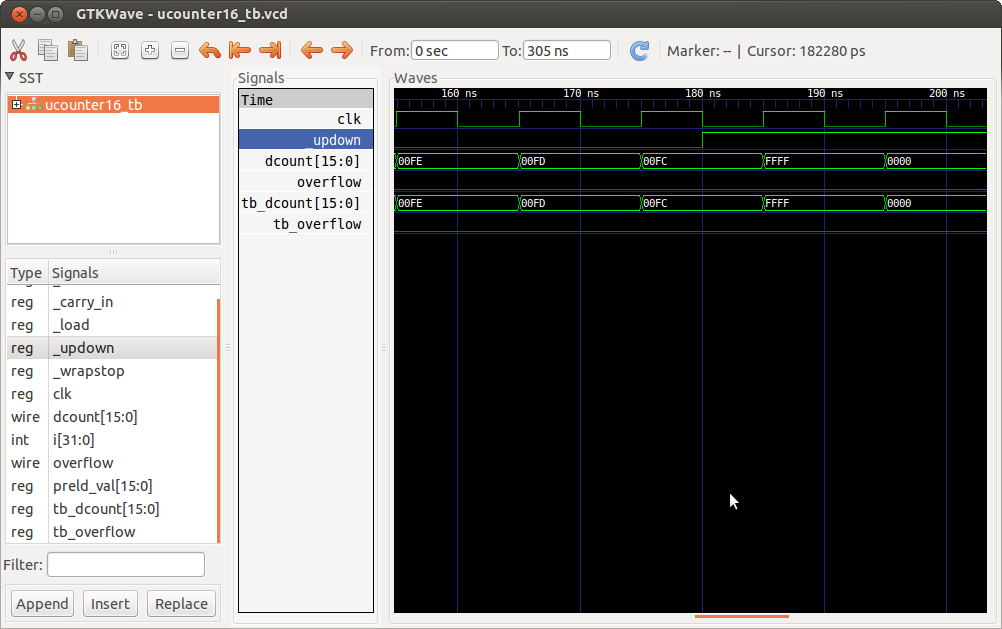 GTKWave - ucounter16_tb.vcd
From: 0 sec To: 305 ns Marker: -- | Cursor: 182280 ps
SST
ucounter16_tb
Type Signals
reg _carry_in
reg _load
reg _updown
reg _wrapstop
reg clk
wire dcount[15:0]
int i[31:0]
wire overflow
reg preld_val[15:0]
reg tb_dcount[15:0]
reg tb_overflow
Filter:
Append Insert Replace
Signals
Time
clk
_updown
dcount[15:0]
overflow
tb_dcount[15:0]
tb_overflow
Waves
160 ns 170 ns 180 ns 190 ns 200 ns
00FE 00FD 00FC FFFF 0000
00FE 00FD 00FC FFFF 0000